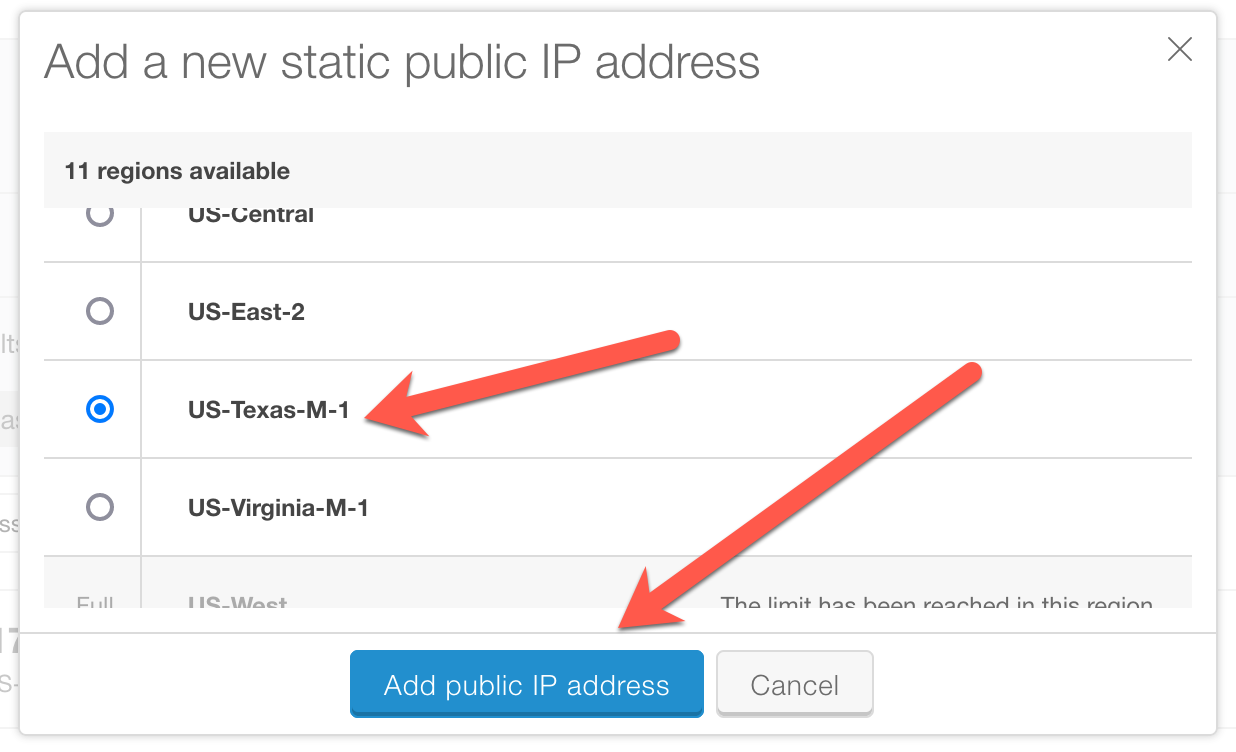 Add a new static public IP address
11 regions available
US-Central
US-East-2
US-Texas-M-1
US-Virginia-M-1
Full US-West The limit has been reached in this region
Add public IP address Cancel